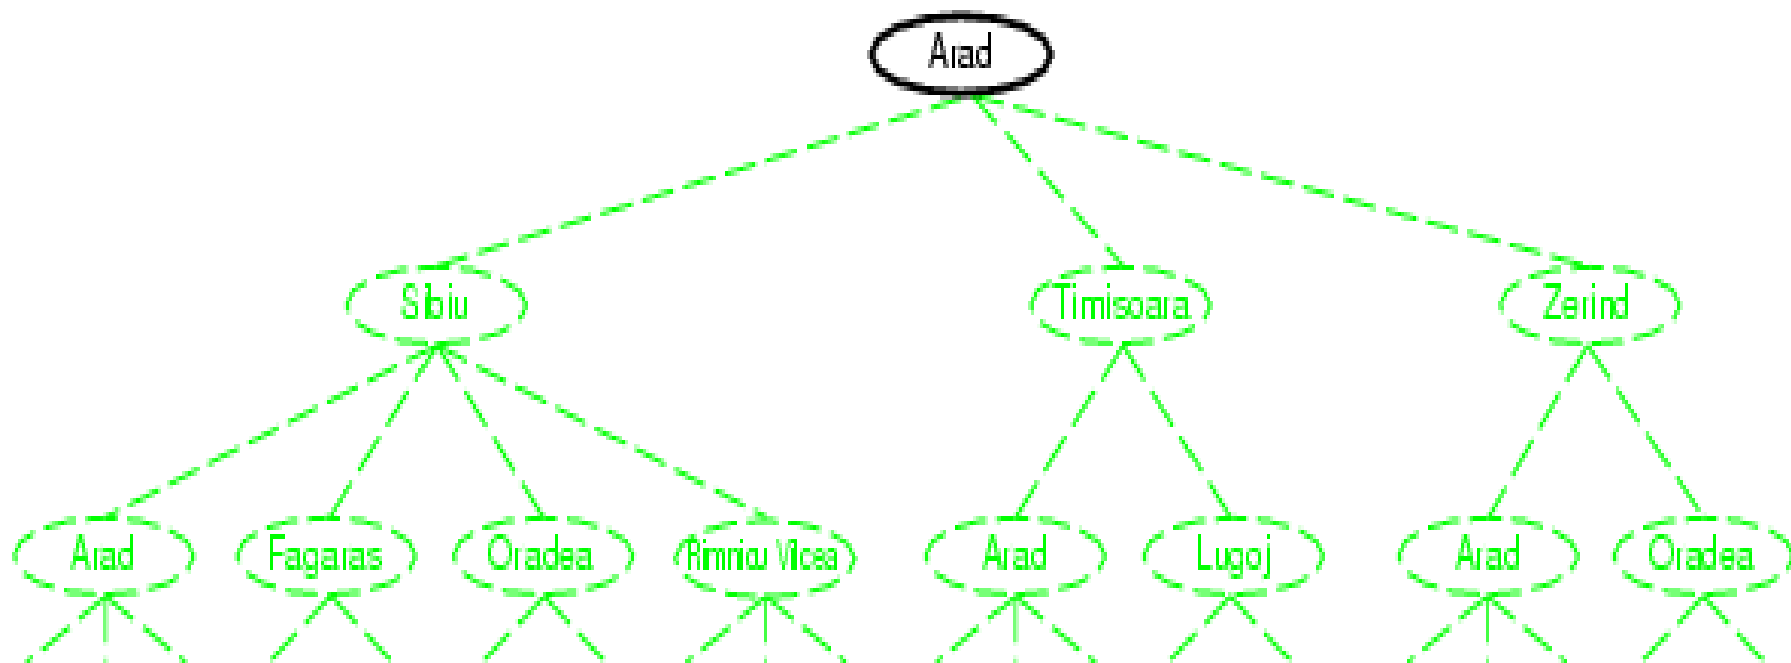 Arad
Sibiu
Timisoara
Zerind
Arad
Fagaras
Oradea
Rimnicu Vilcea
Arad
Lugoj
Arad
Oradea